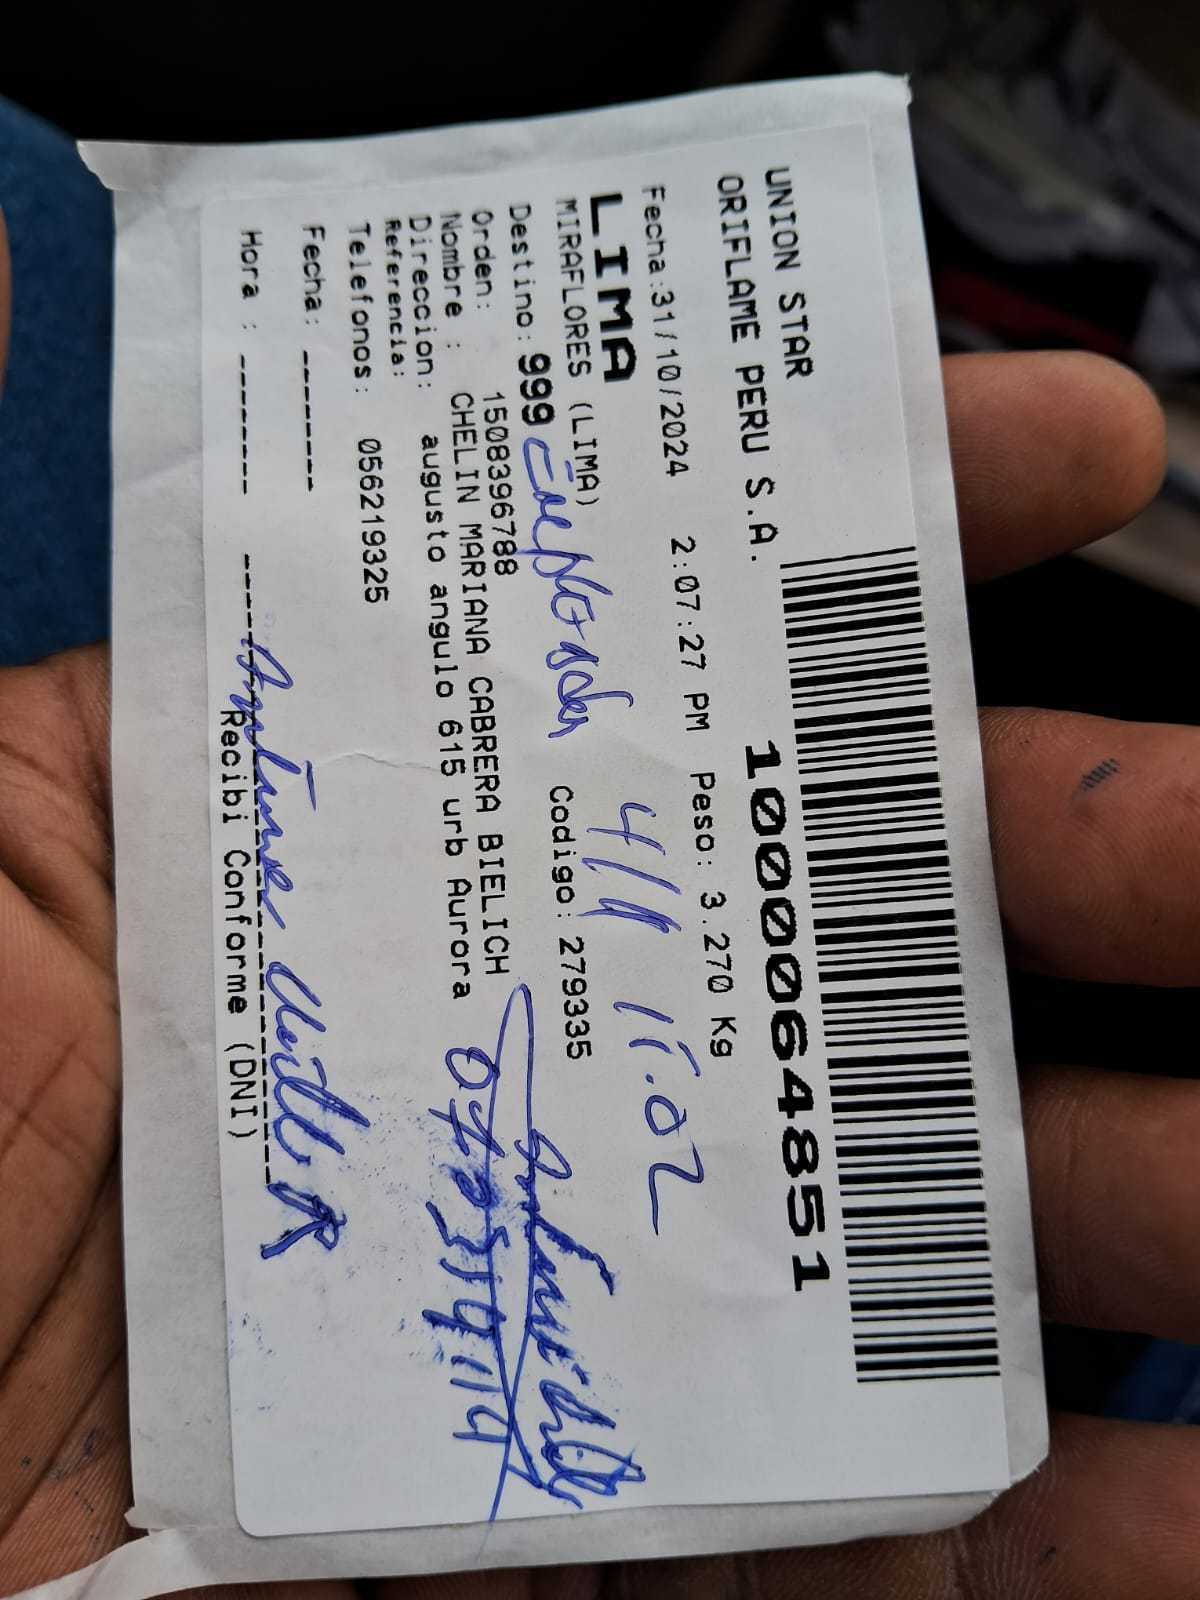 UNION STAR
ORIFLAME PERU S.A.
1000064851
Fecha:31/10/2024 2:07:27 PM Peso: 3.270 Kg
LIMA 4/11 11:02
MIRAFLORES (LIMA)
Destino: 999 Codigo: 279335
Orden: 1508396788
Nombre : CHELIN MARIANA CABRERA BIELICH
Direccion: augusto angulo 615 urb Aurora
Referencia:
Telefonos: 056219325
Fecha: ------
Hora : -------
Recibi Conforme (DNI)